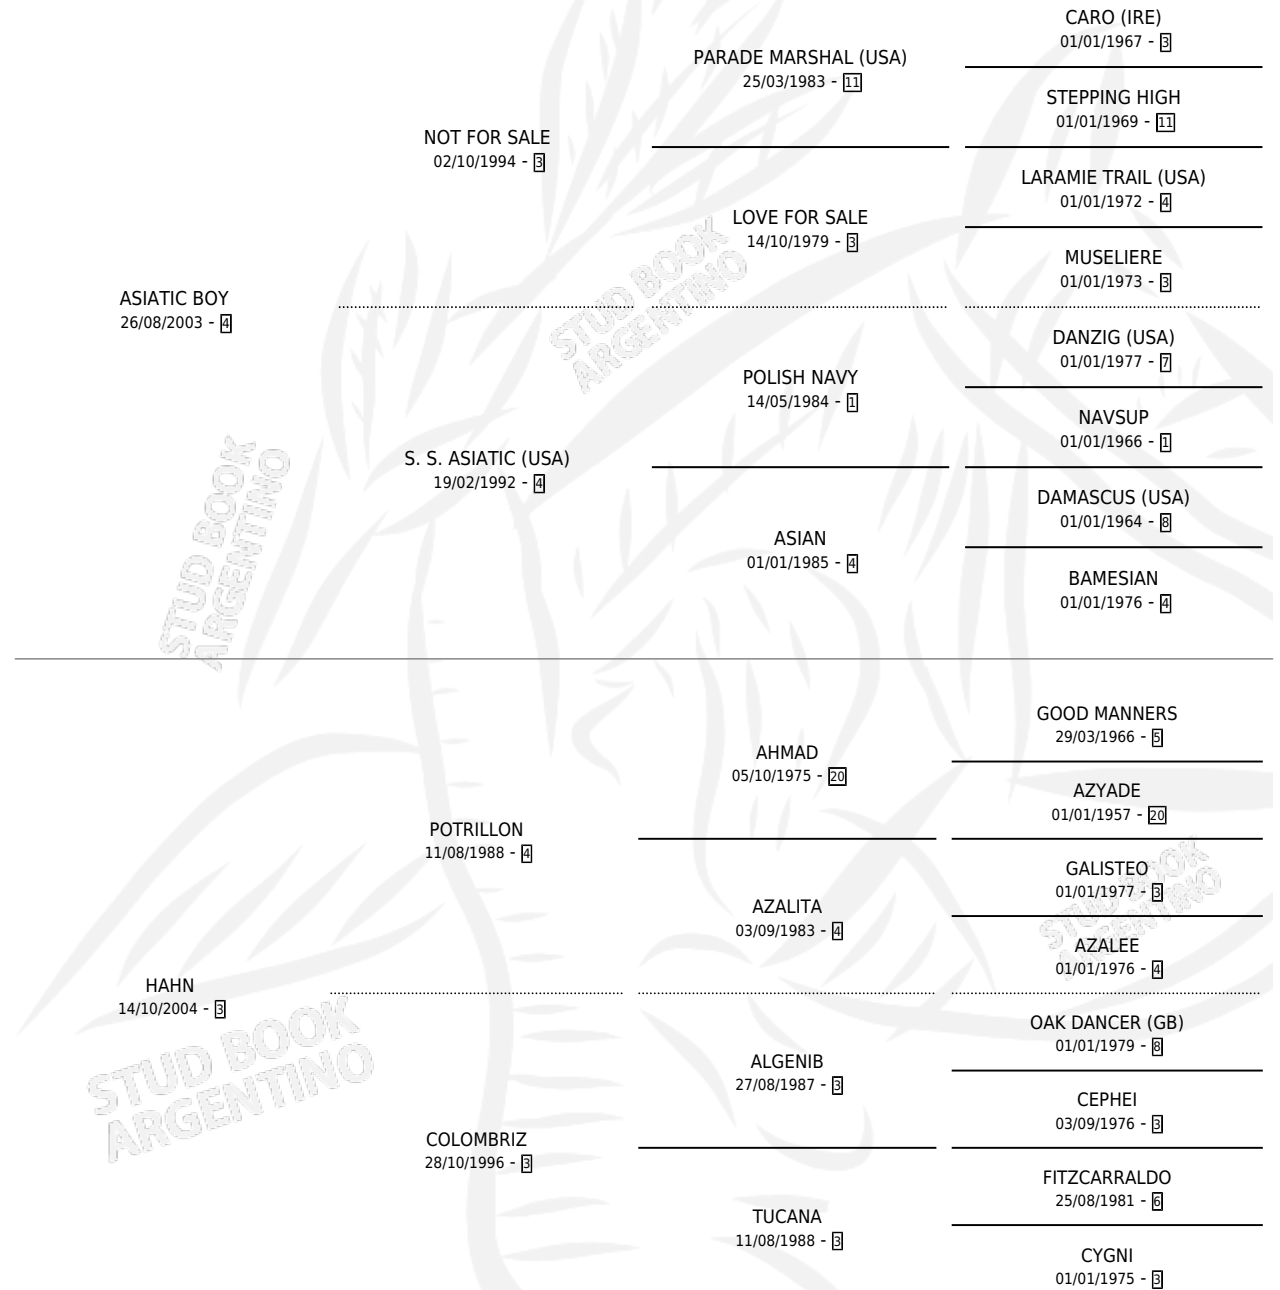 CARO (IRE)
01/01/1967 - 3
PARADE MARSHAL (USA)
25/03/1983 - 11
STEPPING HIGH
01/01/1969 - 11
NOT FOR SALE
02/10/1994 - 3
LARAMIE TRAIL (USA)
01/01/1972 - 4
LOVE FOR SALE
14/10/1979 - 3
MUSELIERE
01/01/1973 - 3
ASIATIC BOY
26/08/2003 - 4
DANZIG (USA)
01/01/1977 - 7
POLISH NAVY
14/05/1984 - 1
NAVSUP
01/01/1966 - 1
S. S. ASIATIC (USA)
19/02/1992 - 4
DAMASCUS (USA)
01/01/1964 - 8
ASIAN
01/01/1985 - 4
BAMESIAN
01/01/1976 - 4
GOOD MANNERS
29/03/1966 - 5
AHMAD
05/10/1975 - 20
AZYADE
01/01/1957 - 20
POTRILLON
11/08/1988 - 4
GALISTEO
01/01/1977 - 3
AZALITA
03/09/1983 - 4
AZALEE
01/01/1976 - 4
HAHN
14/10/2004 - 3
OAK DANCER (GB)
01/01/1979 - 8
ALGENIB
27/08/1987 - 3
CEPHEI
03/09/1976 - 3
COLOMBRIZ
28/10/1996 - 3
FITZCARRALDO
25/08/1981 - 6
TUCANA
11/08/1988 - 3
CYGNI
01/01/1975 - 3
STUD BOOK
ARGENTINO
STUD BOOK
ARGENTINO
STUD BOOK
ARGENTINO
STUD BOOK
ARGENTINO